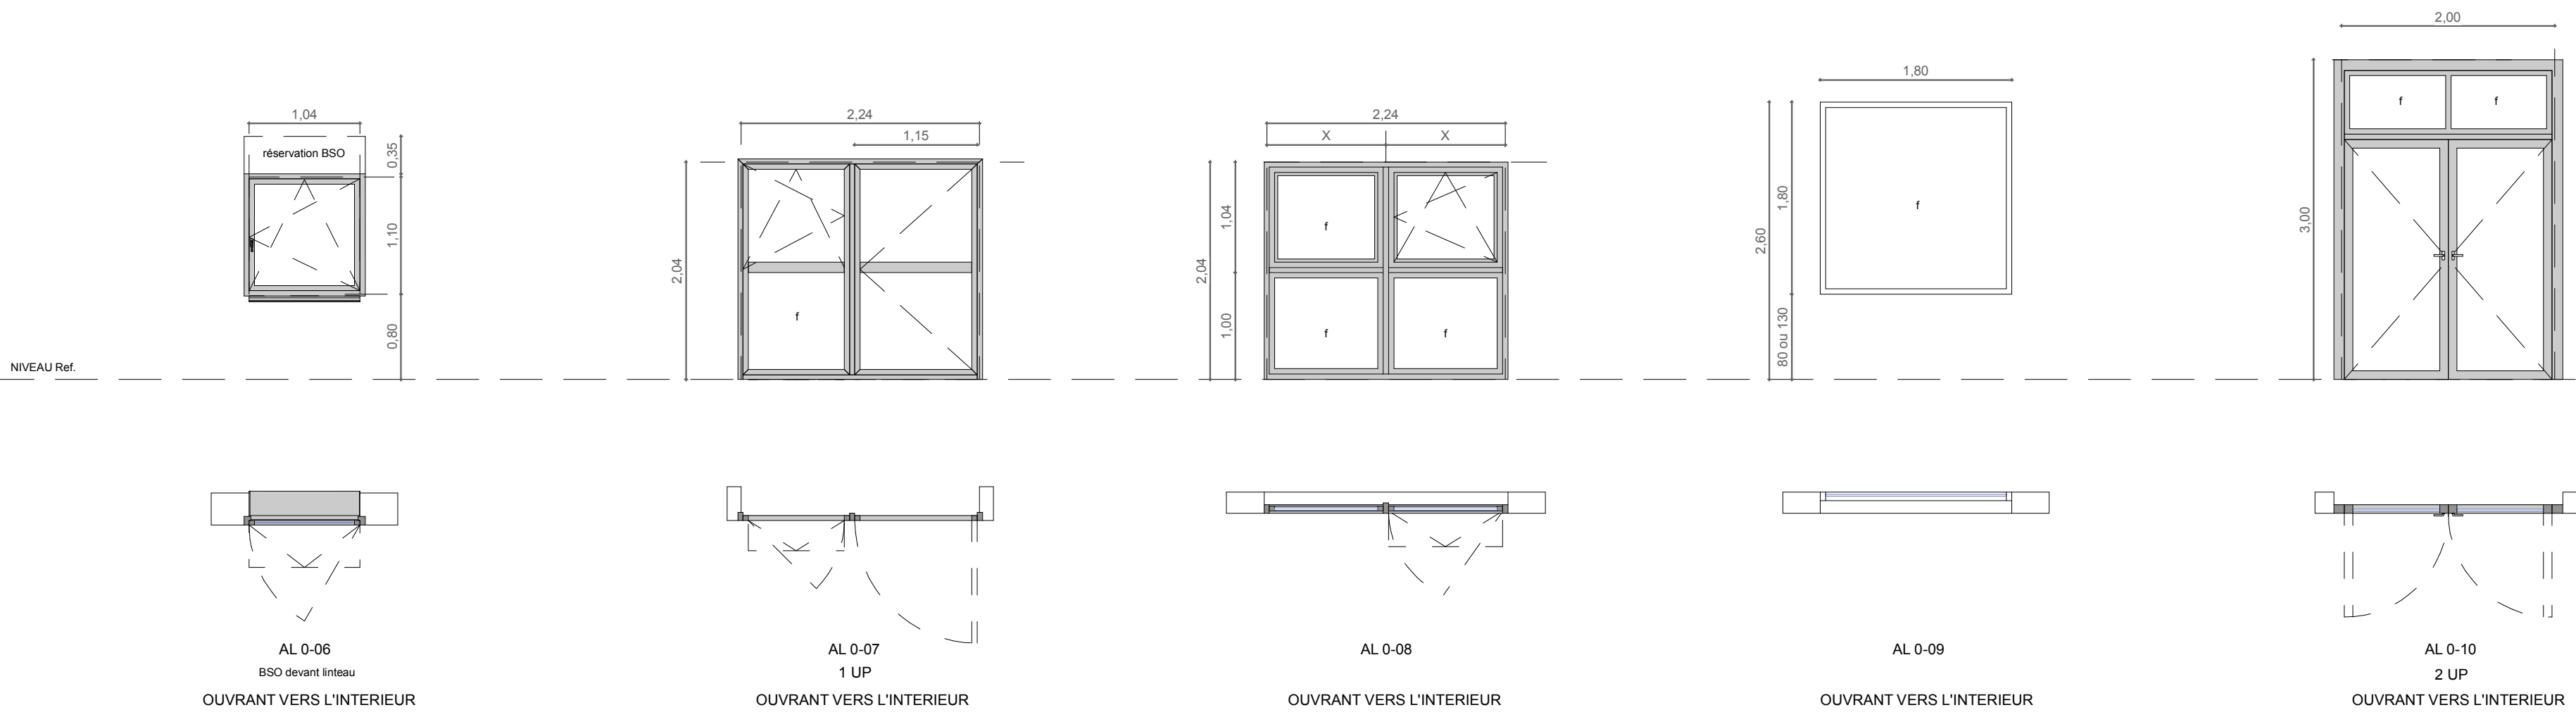 1,04
réservation BSO
0,35
1,10
0,80
2,24
1,15
2,04
f
2,24
X
X
1,04
2,04
1,00
f
f
f
1,80
1,80
2,60
80 ou 130
f
2,00
3,00
f
f
NIVEAU Ref.
AL 0-06
BSO devant linteau
OUVRANT VERS L'INTERIEUR
AL 0-07
1 UP
OUVRANT VERS L'INTERIEUR
AL 0-08
OUVRANT VERS L'INTERIEUR
AL 0-09
OUVRANT VERS L'INTERIEUR
AL 0-10
2 UP
OUVRANT VERS L'INTERIEUR